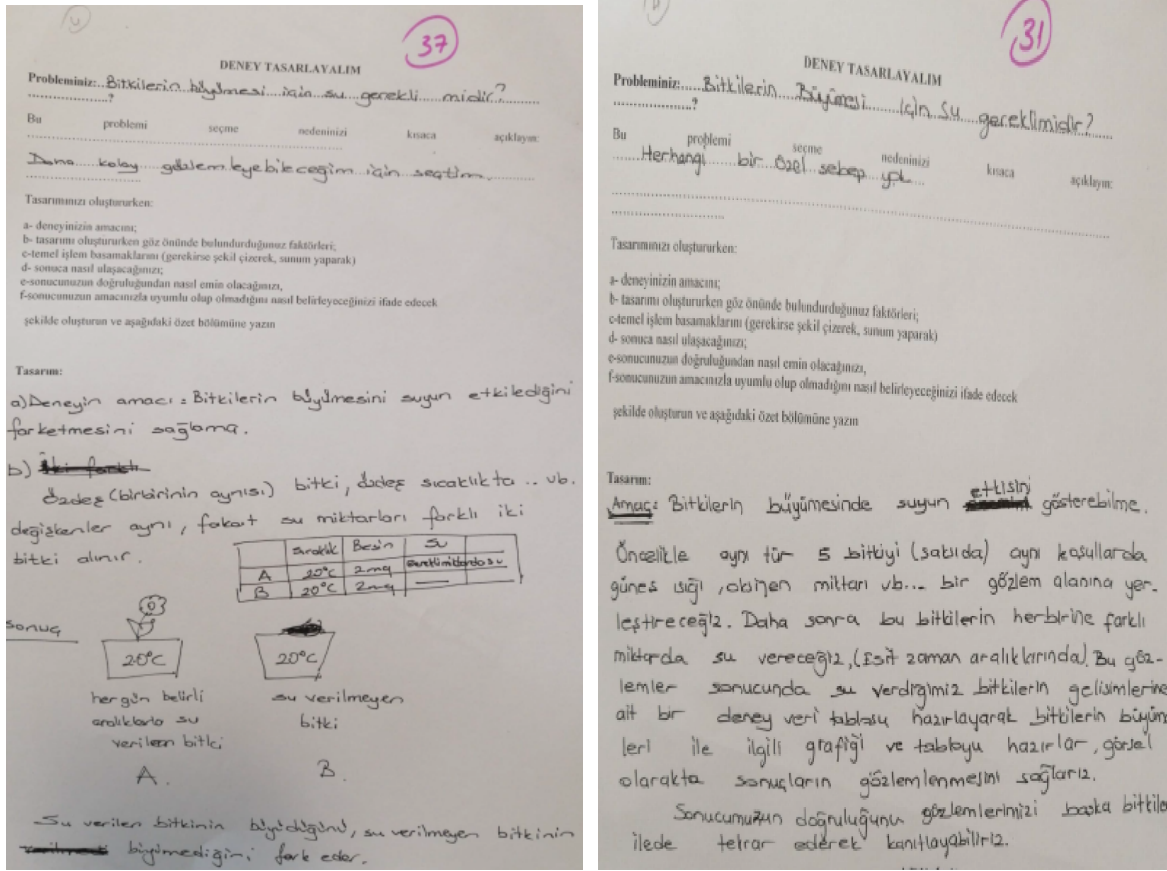 37
DENEY TASARLAYALIM
Probleminiz:..Bitkilerin büyümesi için su gerekli midir?
..................?
Bu problemi seçme nedeninizi kısaca açıklayın:
Daha kolay gözlemleyebileceğim için seçtim.
Tasarımınızı oluştururken:
a- deneyinizin amacını;
b- tasarımı oluştururken göz önünde bulundurduğunuz faktörleri;
c-temel işlem basamaklarını (gerekirse şekil çizerek, sunum yaparak)
d- sonuca nasıl ulaşacağınızı;
e-sonucunuzun doğruluğundan nasıl emin olacağınızı,
f-sonucunuzun amacınızla uyumlu olup olmadığını nasıl belirleyeceğinizi ifade edecek
şekilde oluşturun ve aşağıdaki özet bölümüne yazın
Tasarım:
a) Deneyin amacı: Bitkilerin büyümesini suyun etkilediğini
farketmesini sağlama.
b)
Özdeş (birbirinin aynısı) bitki, özdeş sıcaklıkta .. vb.
değişkenler aynı, fakat su miktarları farklı iki
bitki alınır.
Sıcaklık Besin Su
A 20°C 2mg
B 20°C 2mg —
Sonuç
20°C 20°C
hergün belirli su verilmeyen
aralıklarla su bitki
verilen bitki
A. B.
Su verilen bitkinin büyüdüğünü, su verilmeyen bitkinin
büyümediğini fark eder.
31
DENEY TASARLAYALIM
Probleminiz:.....Bitkilerin Büyümesi için Su gereklimidir?
..................?
Bu problemi seçme nedeninizi kısaca açıklayın:
Herhangi bir özel sebep yok
Tasarımınızı oluştururken:
a- deneyinizin amacını;
b- tasarımı oluştururken göz önünde bulundurduğunuz faktörleri;
c-temel işlem basamaklarını (gerekirse şekil çizerek, sunum yaparak)
d- sonuca nasıl ulaşacağınızı;
e-sonucunuzun doğruluğundan nasıl emin olacağınızı,
f-sonucunuzun amacınızla uyumlu olup olmadığını nasıl belirleyeceğinizi ifade edecek
şekilde oluşturun ve aşağıdaki özet bölümüne yazın
Tasarım:
Amaç: Bitkilerin büyümesinde suyun etkisini gösterebilme.
Öncelikle aynı tür 5 bitkiyi (saksıda) aynı koşullarda
güneş ışığı, oksijen miktarı vb... bir gözlem alanına yer-
leştireceğiz. Daha sonra bu bitkilerin herbirine farklı
miktarda su vereceğiz, (Eşit zaman aralıklarında). Bu göz-
lemler sonucunda su verdiğimiz bitkilerin gelişimlerine
ait bir deney veri tablosu hazırlayarak bitkilerin büyüm
leri ile ilgili grafiği ve tabloyu hazırlar, görsel
olarakta sonuçların gözlemlenmesini sağlarız.
Sonucumuzun doğruluğunu gözlemlerimizi başka bitkile
ilede tekrar ederek kanıtlayabiliriz.